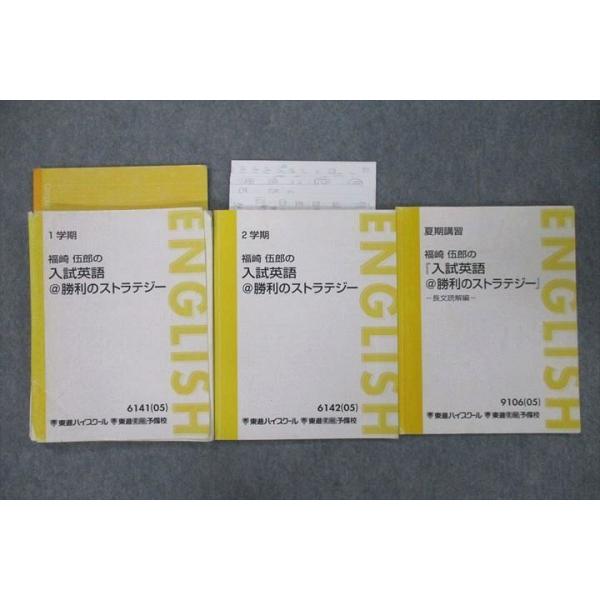 1学期
福崎 伍郎の
入試英語
@勝利のストラテジー
6141(05)
東進ハイスクール 東進衛星予備校
ENGLISH
2学期
福崎 伍郎の
入試英語
@勝利のストラテジー
6142(05)
東進ハイスクール 東進衛星予備校
ENGLISH
夏期講習
福崎 伍郎の
『入試英語
@勝利のストラテジー』
−長文読解編−
9106(05)
東進ハイスクール 東進衛星予備校
ENGLISH